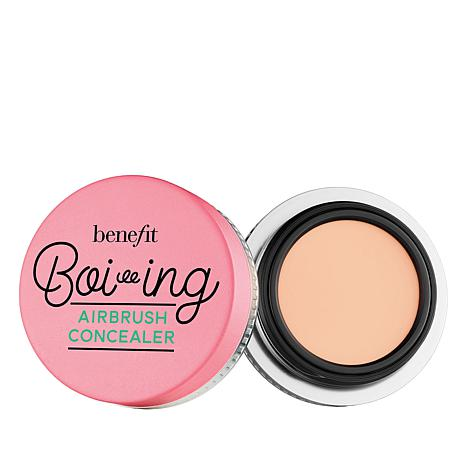 benefit
Boi-ing
AIRBRUSH
CONCEALER